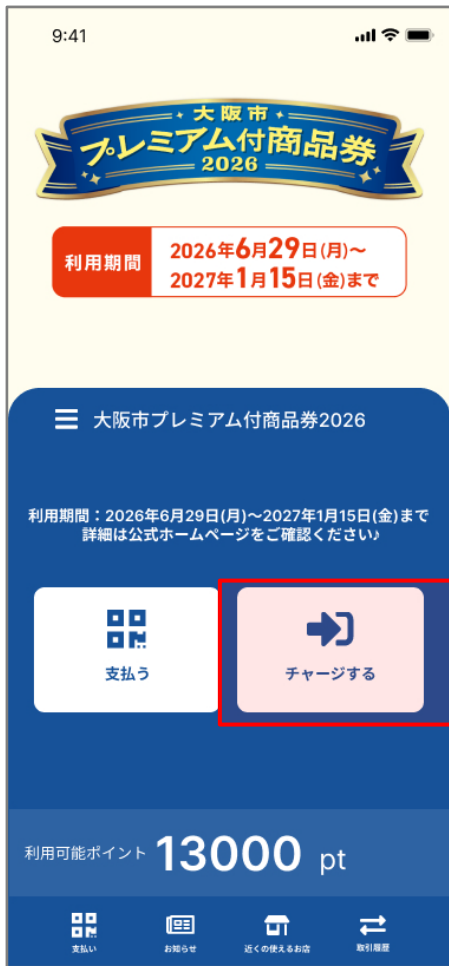 9:41
大阪市
プレミアム付商品券
2026
利用期間
2026年6月29日(月)～
2027年1月15日(金)まで
大阪市プレミアム付商品券2026
利用期間：2026年6月29日(月)～2027年1月15日(金)まで
詳細は公式ホームページをご確認ください♪
支払う
チャージする
利用可能ポイント 13000 pt
支払い
お知らせ
近くの使えるお店
取引履歴